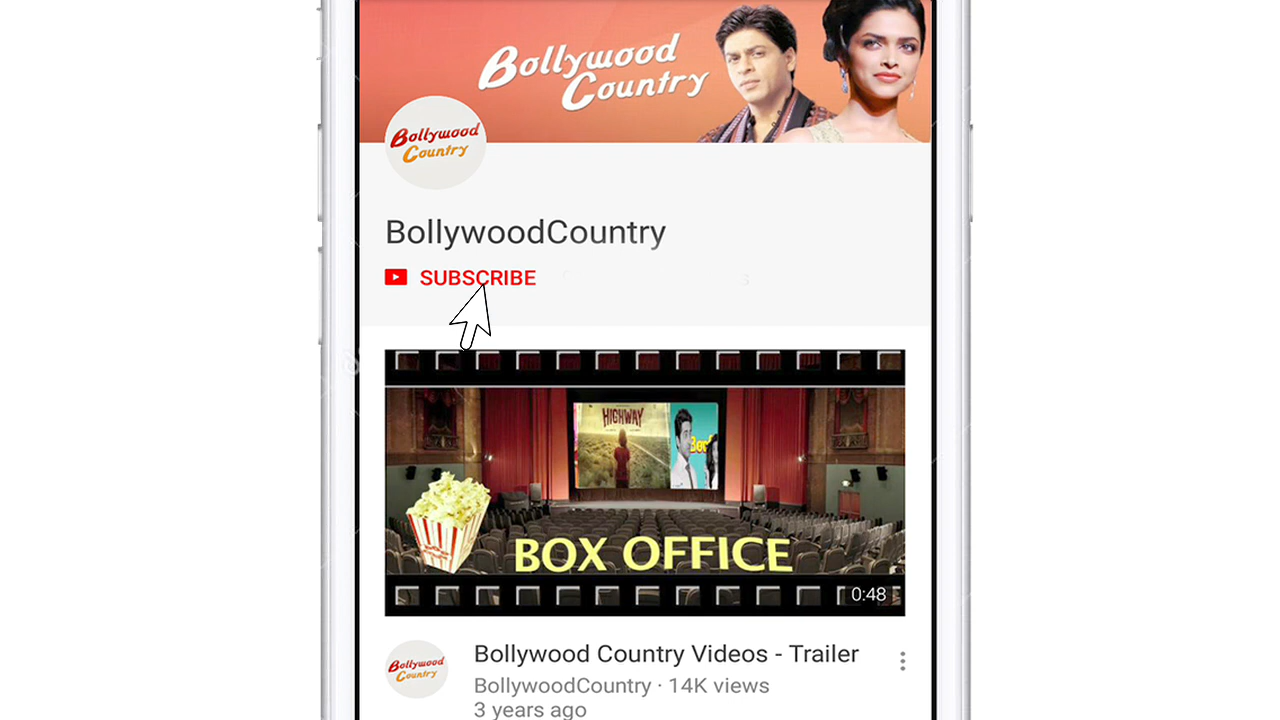 Bollywood
Country
Bollywood
Country
BollywoodCountry
SUBSCRIBE
HIGHWAY
BOX OFFICE
0:48
Bollywood Country Videos - Trailer
Bollywood
Country
BollywoodCountry · 14K views
3 years ago